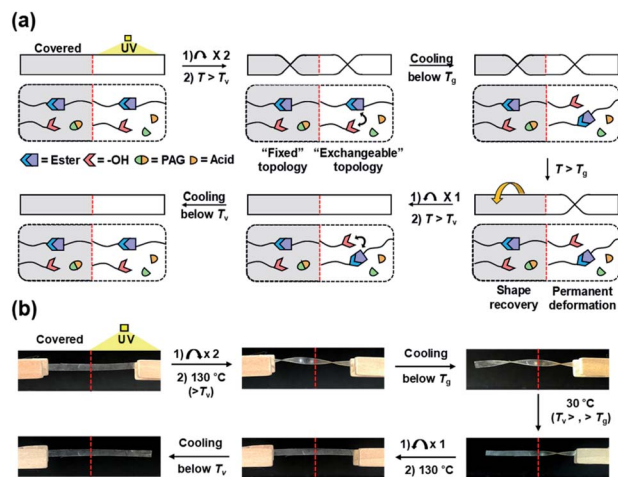 (a)
Covered
UV
1) X 2
2) T > Tv
Cooling
below Tg
= Ester
= -OH
= PAG
= Acid
"Fixed" topology
"Exchangeable" topology
T > Tg
Cooling
below Tv
1) X 1
2) T > Tv
Shape recovery
Permanent deformation
(b)
Covered
UV
1) x 2
2) 130 °C
(>Tv)
Cooling
below Tg
30 °C
(Tv > , > Tg)
Cooling
below Tv
1) x 1
2) 130 °C